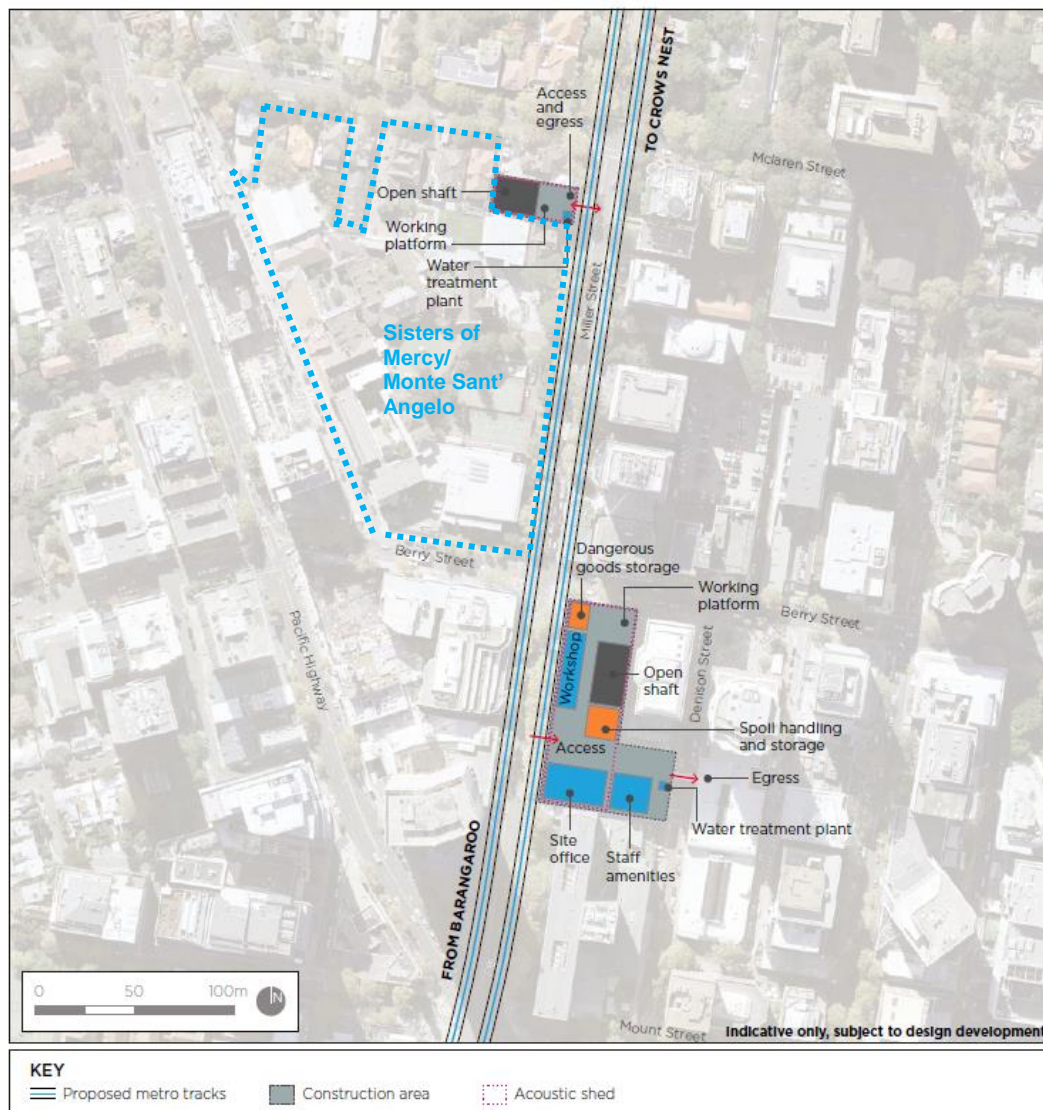 TO CROWS NEST
Access
and
egress
Mclaren Street
Open shaft
Working
platform
Water
treatment
plant
Miller Street
Sisters of
Mercy/
Monte Sant’
Angelo
Berry Street
Dangerous
goods storage
Working
platform
Berry Street
Pacific Highway
Workshop
Open
shaft
Denison Street
Spoil handling
and storage
Access
Egress
Water treatment plant
Site
office
Staff
amenities
FROM BARANGAROO
0 50 100m
N
Mount Street
Indicative only, subject to design development
KEY
Proposed metro tracks
Construction area
Acoustic shed